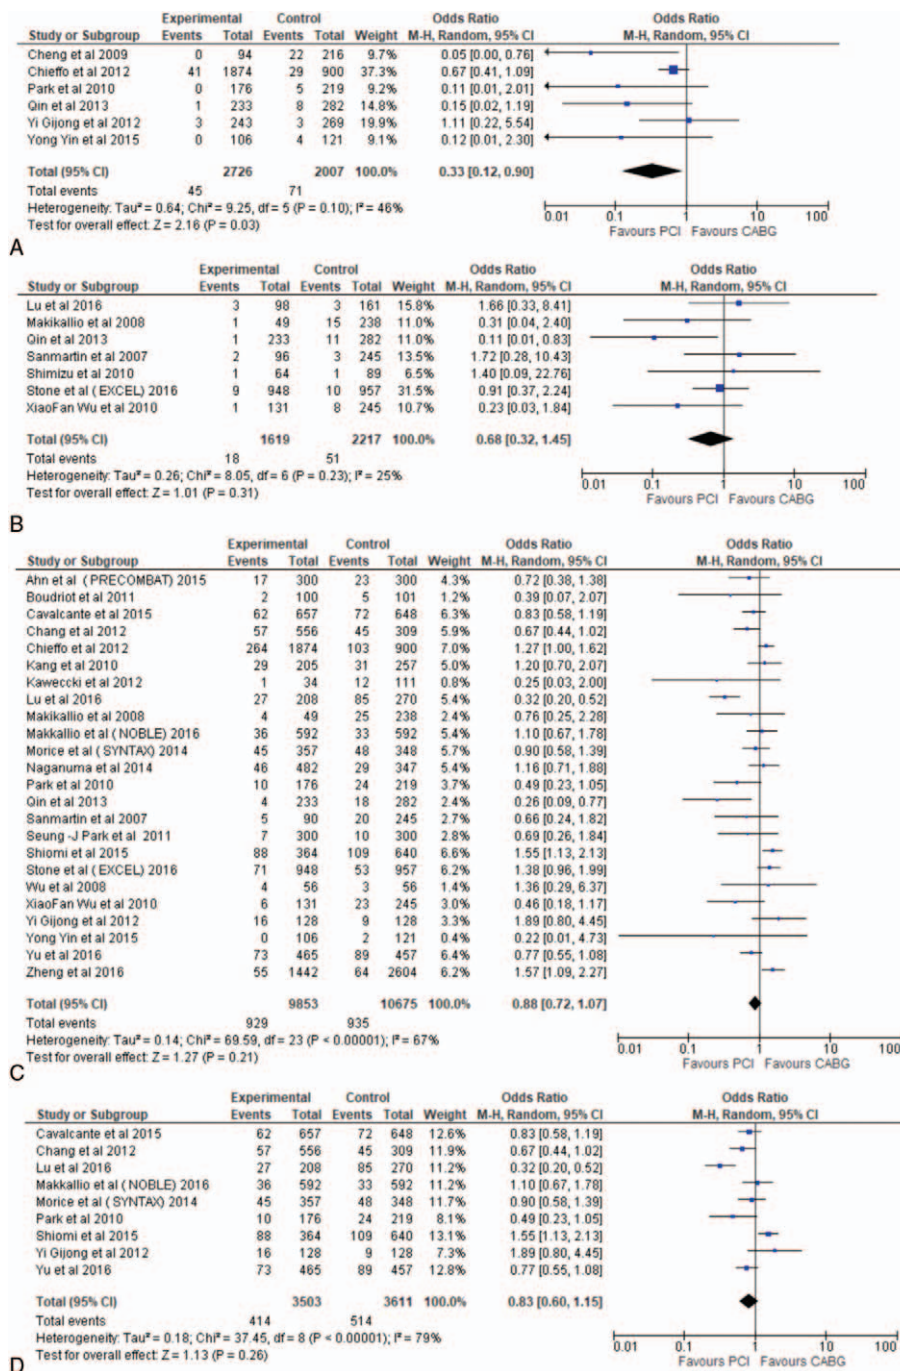 Experimental Control Odds Ratio Odds Ratio
Study or Subgroup Events Total Events Total Weight M-H, Random, 95% CI M-H, Random, 95% CI
Cheng et al 2009 0 94 22 216 9.7% 0.05 [0.00, 0.76]
Chieffo et al 2012 41 1874 29 900 37.3% 0.67 [0.41, 1.09]
Park et al 2010 0 176 5 219 9.2% 0.11 [0.01, 2.01]
Qin et al 2013 1 233 8 282 14.8% 0.15 [0.02, 1.19]
Yi Gijong et al 2012 3 243 3 269 19.9% 1.11 [0.22, 5.54]
Yong Yin et al 2015 0 106 4 121 9.1% 0.12 [0.01, 2.30]
Total (95% CI) 2726 2007 100.0% 0.33 [0.12, 0.90]
Total events 45 71
Heterogeneity: Tau² = 0.64; Chi² = 9.25, df = 5 (P = 0.10); I² = 46%
Test for overall effect: Z = 2.16 (P = 0.03)
0.01 0.1 1 10 100
Favours PCI Favours CABG
A
Experimental Control Odds Ratio Odds Ratio
Study or Subgroup Events Total Events Total Weight M-H, Random, 95% CI M-H, Random, 95% CI
Lu et al 2016 3 98 3 161 15.8% 1.66 [0.33, 8.41]
Makikallio et al 2008 1 49 15 238 11.0% 0.31 [0.04, 2.40]
Qin et al 2013 1 233 11 282 11.0% 0.11 [0.01, 0.83]
Sanmartin et al 2007 2 96 3 245 13.5% 1.72 [0.28, 10.43]
Shimizu et al 2010 1 64 1 89 6.5% 1.40 [0.09, 22.76]
Stone et al ( EXCEL) 2016 9 948 10 957 31.5% 0.91 [0.37, 2.24]
XiaoFan Wu et al 2010 1 131 8 245 10.7% 0.23 [0.03, 1.84]
Total (95% CI) 1619 2217 100.0% 0.68 [0.32, 1.45]
Total events 18 51
Heterogeneity: Tau² = 0.26; Chi² = 8.05, df = 6 (P = 0.23); I² = 25%
Test for overall effect: Z = 1.01 (P = 0.31)
0.01 0.1 1 10 100
Favours PCI Favours CABG
B
Experimental Control Odds Ratio Odds Ratio
Study or Subgroup Events Total Events Total Weight M-H, Random, 95% CI M-H, Random, 95% CI
Ahn et al ( PRECOMBAT) 2015 17 300 23 300 4.3% 0.72 [0.38, 1.38]
Boudriot et al 2011 2 100 5 101 1.1% 0.39 [0.07, 2.07]
Cavalcante et al 2015 62 657 72 648 6.3% 0.83 [0.58, 1.19]
Chang et al 2012 57 556 45 309 5.9% 0.67 [0.44, 1.02]
Chieffo et al 2012 264 1874 103 900 7.0% 1.27 [1.00, 1.62]
Kang et al 2010 29 205 31 257 5.0% 1.20 [0.70, 2.07]
Kaweccki et al 2012 1 34 12 111 0.8% 0.25 [0.03, 2.00]
Lu et al 2016 27 208 85 270 5.4% 0.32 [0.20, 0.52]
Makikallio et al 2008 4 49 25 238 2.4% 0.76 [0.25, 2.28]
Makkallio et al ( NOBLE) 2016 36 592 33 592 5.3% 1.10 [0.67, 1.78]
Morice et al ( SYNTAX) 2014 45 357 48 348 5.7% 0.90 [0.58, 1.39]
Naganuma et al 2014 46 482 29 347 5.4% 1.16 [0.71, 1.88]
Park et al 2010 10 176 24 219 3.7% 0.49 [0.23, 1.05]
Qin et al 2013 4 233 18 282 2.4% 0.26 [0.09, 0.77]
Sanmartin et al 2007 5 90 20 245 2.7% 0.66 [0.24, 1.82]
Seung -J Park et al 2011 7 300 10 300 2.8% 0.69 [0.26, 1.84]
Shiomi et al 2015 88 364 109 640 6.6% 1.55 [1.13, 2.13]
Stone et al ( EXCEL) 2016 71 948 53 957 6.2% 1.38 [0.96, 1.99]
Wu et al 2008 4 56 3 56 1.4% 1.36 [0.29, 6.37]
XiaoFan Wu et al 2010 6 131 23 245 3.0% 0.46 [0.18, 1.17]
Yi Gijong et al 2012 16 128 9 128 3.3% 1.89 [0.80, 4.45]
Yong Yin et al 2015 0 106 2 121 0.4% 0.22 [0.01, 4.73]
Yu et al 2016 73 465 89 457 6.4% 0.77 [0.55, 1.08]
Zheng et al 2016 55 1442 64 2604 6.2% 1.57 [1.09, 2.27]
Total (95% CI) 9853 10675 100.0% 0.88 [0.72, 1.07]
Total events 929 935
Heterogeneity: Tau² = 0.14; Chi² = 69.59, df = 23 (P < 0.00001); I² = 67%
Test for overall effect: Z = 1.27 (P = 0.21)
0.01 0.1 1 10 100
Favours PCI Favours CABG
C
Experimental Control Odds Ratio Odds Ratio
Study or Subgroup Events Total Events Total Weight M-H, Random, 95% CI M-H, Random, 95% CI
Cavalcante et al 2015 62 657 72 648 12.6% 0.83 [0.58, 1.19]
Chang et al 2012 57 556 45 309 11.9% 0.67 [0.44, 1.02]
Lu et al 2016 27 208 85 270 11.2% 0.32 [0.20, 0.52]
Makkallio et al ( NOBLE) 2016 36 592 33 592 11.2% 1.10 [0.67, 1.78]
Morice et al ( SYNTAX) 2014 45 357 48 348 11.7% 0.90 [0.58, 1.39]
Park et al 2010 10 176 24 219 8.1% 0.49 [0.23, 1.05]
Shiomi et al 2015 88 364 109 640 13.1% 1.55 [1.13, 2.13]
Yi Gijong et al 2012 16 128 9 128 7.3% 1.89 [0.80, 4.45]
Yu et al 2016 73 465 89 457 12.8% 0.77 [0.55, 1.08]
Total (95% CI) 3503 3611 100.0% 0.83 [0.60, 1.15]
Total events 414 514
Heterogeneity: Tau² = 0.18; Chi² = 37.45, df = 8 (P < 0.00001); I² = 79%
Test for overall effect: Z = 1.13 (P = 0.26)
0.01 0.1 1 10 100
Favours PCI Favours CABG
D